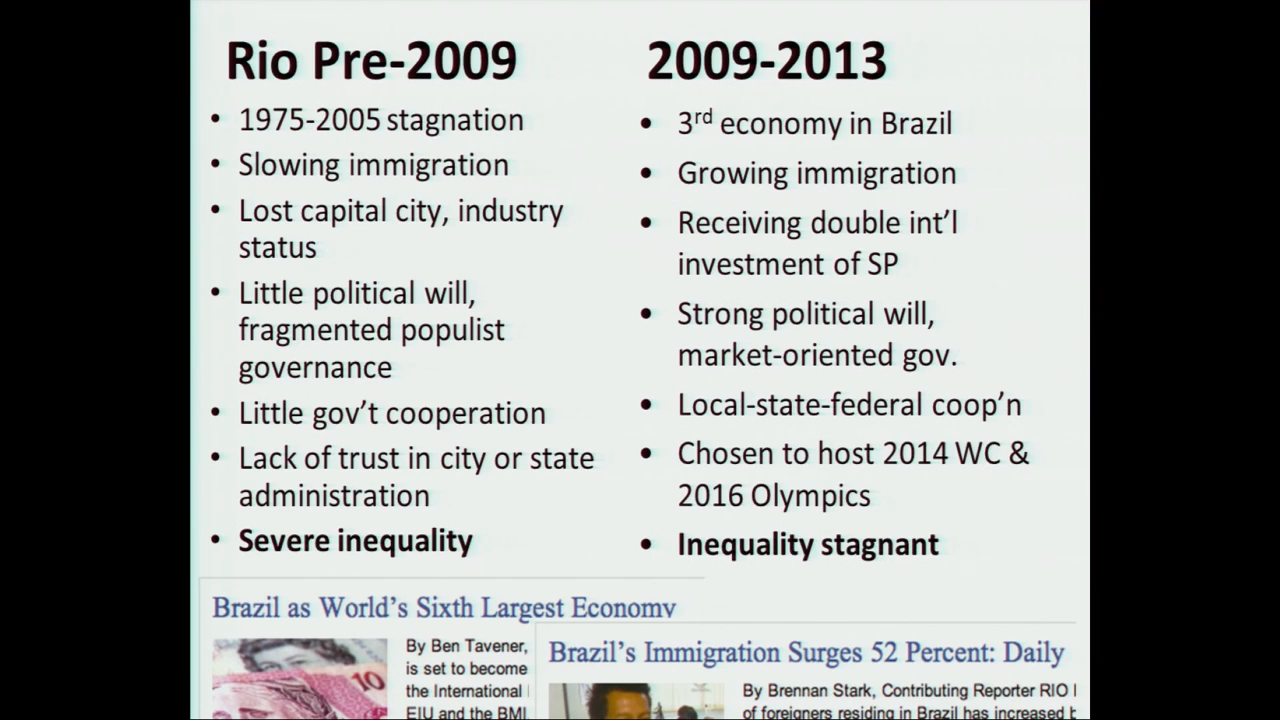 Rio Pre-2009
• 1975-2005 stagnation
• Slowing immigration
• Lost capital city, industry
status
• Little political will,
fragmented populist
governance
• Little gov’t cooperation
• Lack of trust in city or state
administration
• Severe inequality
2009-2013
• 3rd economy in Brazil
• Growing immigration
• Receiving double int’l
investment of SP
• Strong political will,
market-oriented gov.
• Local-state-federal coop’n
• Chosen to host 2014 WC &
2016 Olympics
• Inequality stagnant
Brazil as World’s Sixth Largest Economy
10
By Ben Tavener,
is set to become
the International
EIU and the BMI
Brazil’s Immigration Surges 52 Percent: Daily
By Brennan Stark, Contributing Reporter RIO
of foreigners residing in Brazil has increased